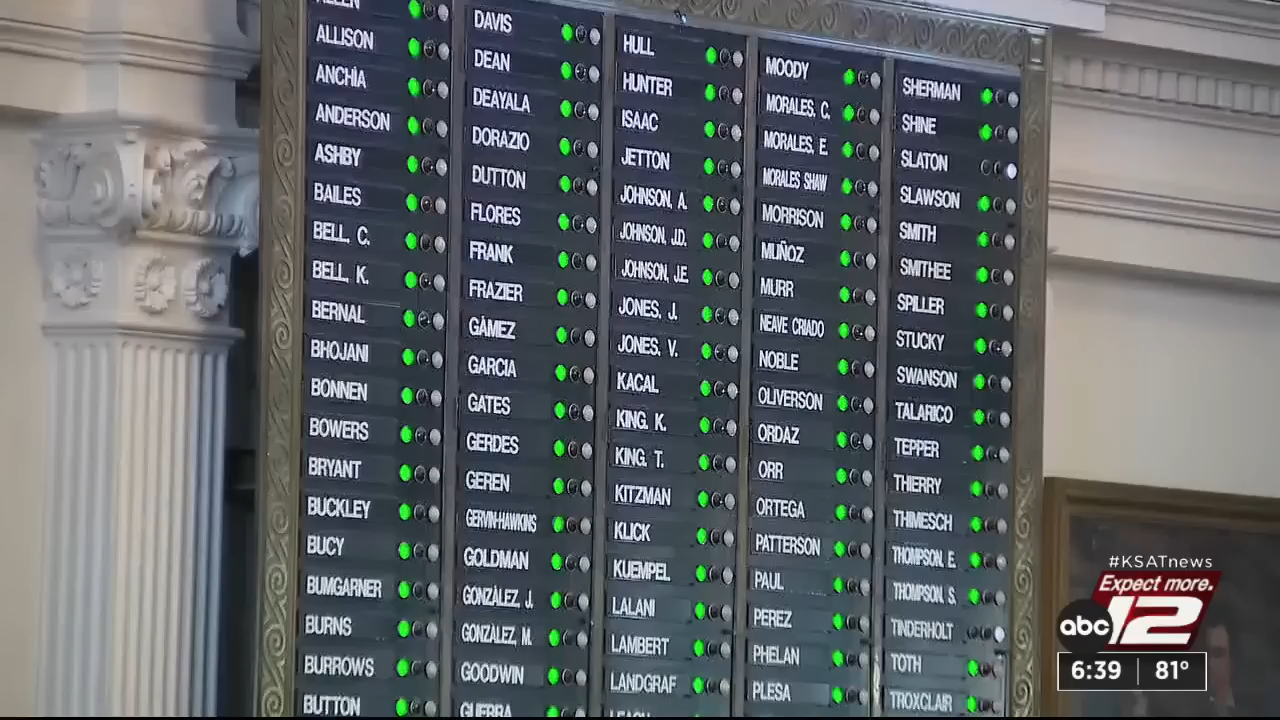 ALLEN
ALLISON
ANCHÍA
ANDERSON
ASHBY
BAILES
BELL, C.
BELL, K.
BERNAL
BHOJANI
BONNEN
BOWERS
BRYANT
BUCKLEY
BUCY
BUMGARNER
BURNS
BURROWS
BUTTON
DAVIS
DEAN
DEAYALA
DORAZIO
DUTTON
FLORES
FRANK
FRAZIER
GÁMEZ
GARCIA
GATES
GERDES
GEREN
GERVIN-HAWKINS
GOLDMAN
GONZÁLEZ, J.
GONZÁLEZ, M.
GOODWIN
GUERRA
HULL
HUNTER
ISAAC
JETTON
JOHNSON, A.
JOHNSON, J.D.
JOHNSON, J.E.
JONES, J.
JONES, V.
KACAL
KING, K.
KING, T.
KITZMAN
KLICK
KUEMPEL
LALANI
LAMBERT
LANDGRAF
LEACH
MOODY
MORALES, C.
MORALES, E.
MORALES SHAW
MORRISON
MUÑOZ
MURR
NEAVE CRIADO
NOBLE
OLIVERSON
ORDAZ
ORR
ORTEGA
PATTERSON
PAUL
PEREZ
PHELAN
PLESA
SHERMAN
SHINE
SLATON
SLAWSON
SMITH
SMITHEE
SPILLER
STUCKY
SWANSON
TALARICO
TEPPER
THIERRY
THIMESCH
THOMPSON, E.
THOMPSON, S.
TINDERHOLT
TOTH
TROXCLAIR
#KSATnews
Expect more.
abc 12
6:39 81°